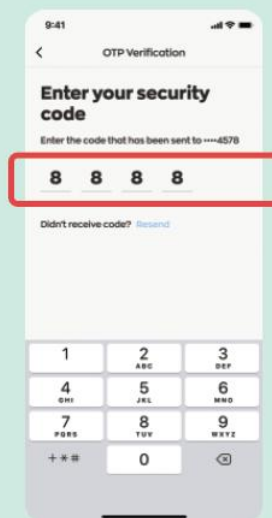 9:41
OTP Verification
Enter your security
code
Enter the code that has been sent to ••••4578
8 8 8 8
Didn't receive code? Resend
1 2 3
ABC DEF
4 5 6
GHI JKL MNO
7 8 9
PQRS TUV WXYZ
+*# 0